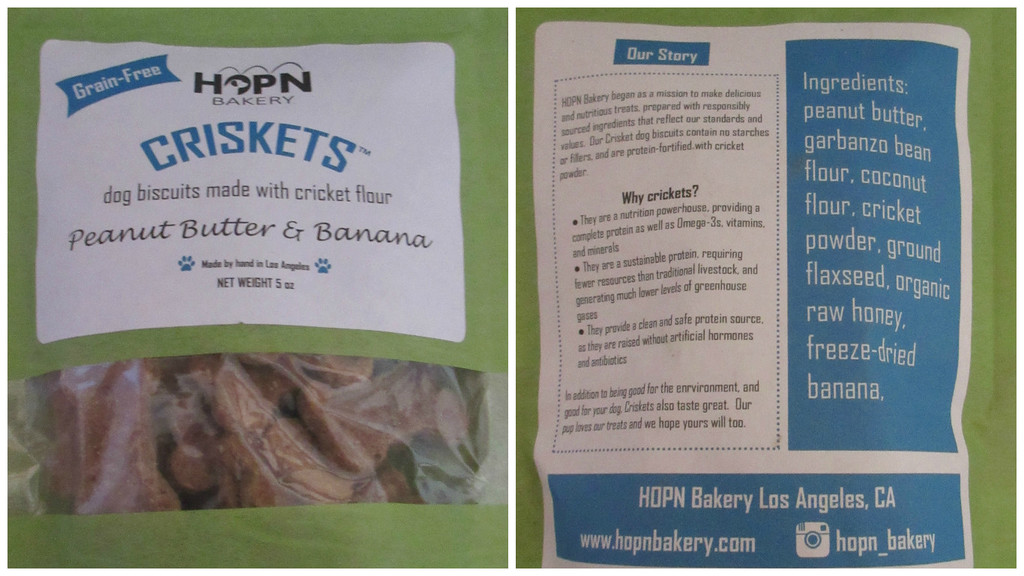 Grain-Free
HOPN
BAKERY
CRISKETS™
dog biscuits made with cricket flour
Peanut Butter & Banana
Made by hand in Los Angeles
NET WEIGHT 5 oz
Our Story
HOPN Bakery began as a mission to make delicious
and nutritious treats, prepared with responsibly
sourced ingredients that reflect our standards and
values. Our Crisket dog biscuits contain no starches
or fillers, and are protein-fortified with cricket
powder.
Why crickets?
• They are a nutrition powerhouse, providing a
complete protein as well as Omega-3s, vitamins,
and minerals
• They are a sustainable protein, requiring
fewer resources than traditional livestock, and
generating much lower levels of greenhouse
gases
• They provide a clean and safe protein source,
as they are raised without artificial hormones
and antibiotics
In addition to being good for the environment, and
good for your dog, Criskets also taste great. Our
pup loves our treats and we hope yours will too.
Ingredients:
peanut butter,
garbanzo bean
flour, coconut
flour, cricket
powder, ground
flaxseed, organic
raw honey,
freeze-dried
banana,
HOPN Bakery Los Angeles, CA
www.hopnbakery.com hopn_bakery